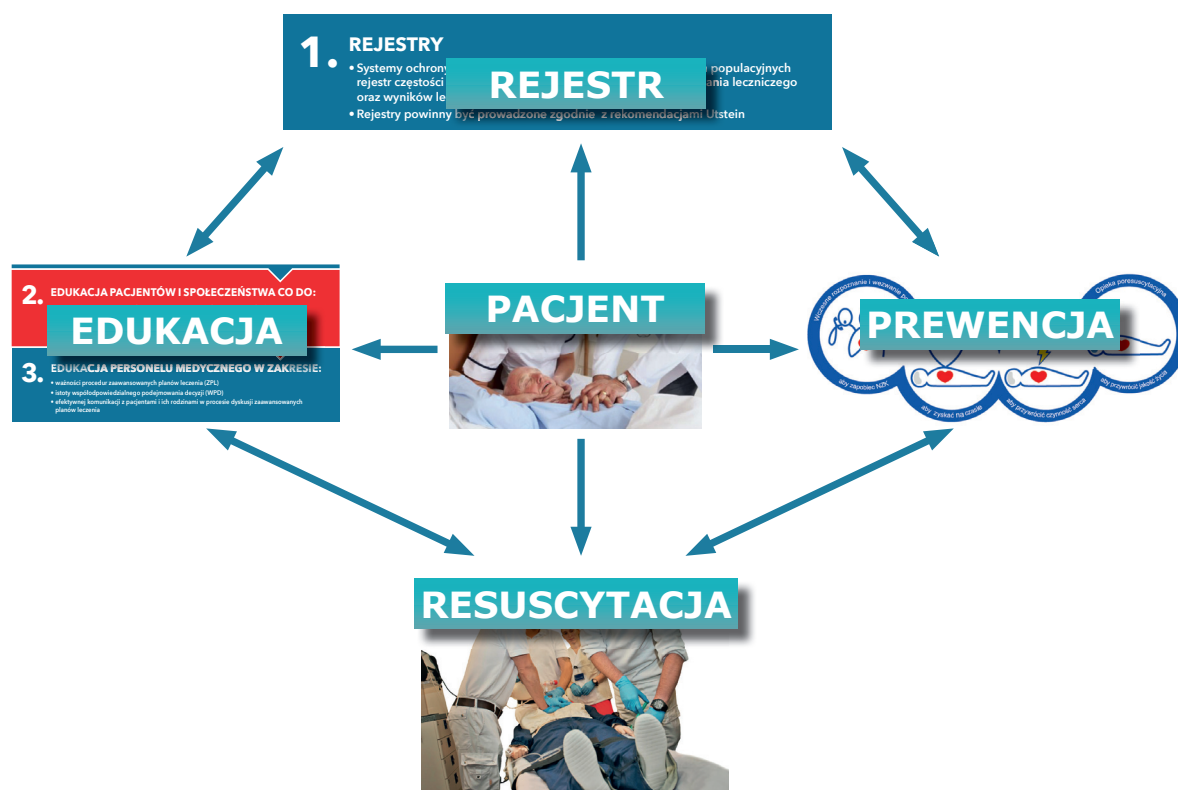 1. REJESTRY
• Systemy ochrony populacyjnych
rejestr częstości leczniczego
oraz wyników
• Rejestry powinny być prowadzone zgodnie z rekomendacjami Utstein
REJESTR
2. EDUKACJA PACJENTÓW I SPOŁECZEŃSTWA CO DO:
EDUKACJA
3. EDUKACJA PERSONELU MEDYCZNEGO W ZAKRESIE:
• ważności procedur zaawansowanych planów leczenia (ZPL)
• istoty współodpowiedzialnego podejmowania decyzji (WPD)
• efektywnej komunikacji z pacjentami i ich rodzinami w procesie dyskusji zaawansowanych
planów leczenia
PACJENT
Wczesne rozpoznanie i wezwanie
Opieka poresuscytacyjna
PREWENCJA
aby zapobiec NZK
aby zyskać na czasie
aby przywrócić czynność serca
aby przywrócić jakość życia
RESUSCYTACJA